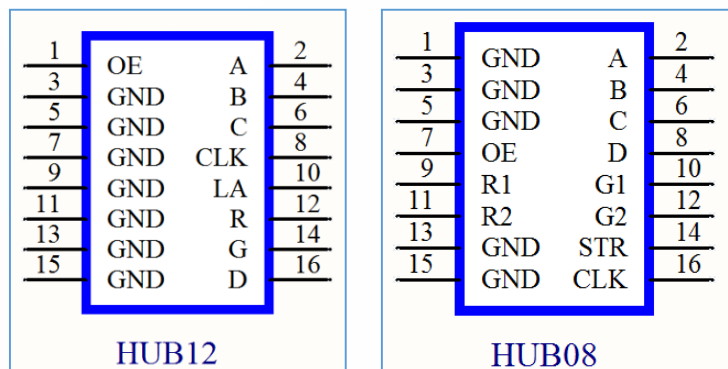 1 OE A 2
3 GND B 4
5 GND C 6
7 GND CLK 8
9 GND LA 10
11 GND R 12
13 GND G 14
15 GND D 16
HUB12
1 GND A 2
3 GND B 4
5 GND C 6
7 OE D 8
9 R1 G1 10
11 R2 G2 12
13 GND STR 14
15 GND CLK 16
HUB08